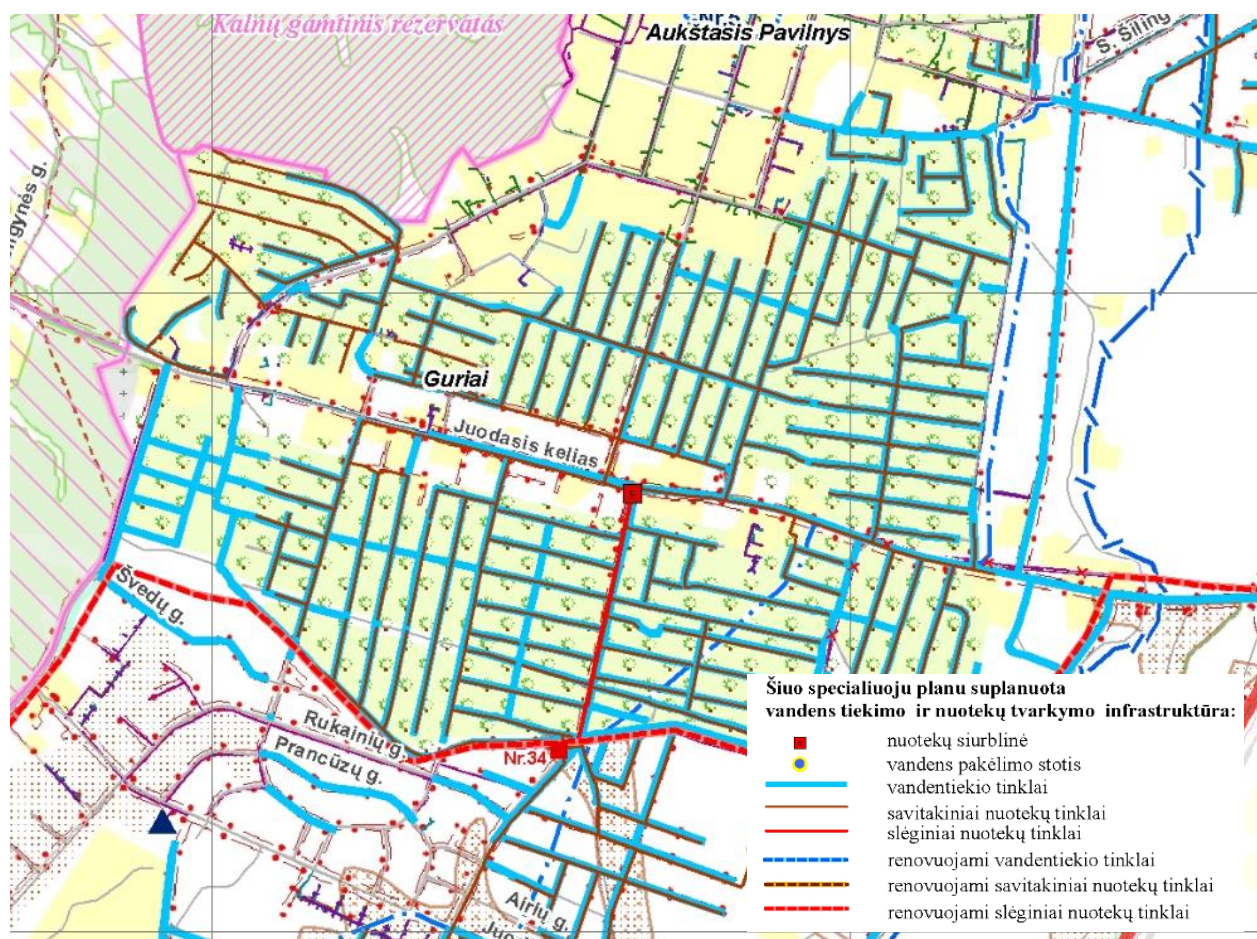 Kalnų gamtinis rezervatas
Aukštasis Pavilnys
S. Šiling
Guriai
Juodasis kelias
Švedų g.
Rukainių g.
Prancūzų g.
Nr.34
Airių g.
Šiuo specialiuoju planu suplanuota
vandens tiekimo ir nuotekų tvarkymo infrastruktūra:
nuotekų siurblinė
vandens pakėlimo stotis
vandentiekio tinklai
savitakiniai nuotekų tinklai
slėginiai nuotekų tinklai
renovuojami vandentiekio tinklai
renovuojami savitakiniai nuotekų tinklai
renovuojami slėginiai nuotekų tinklai